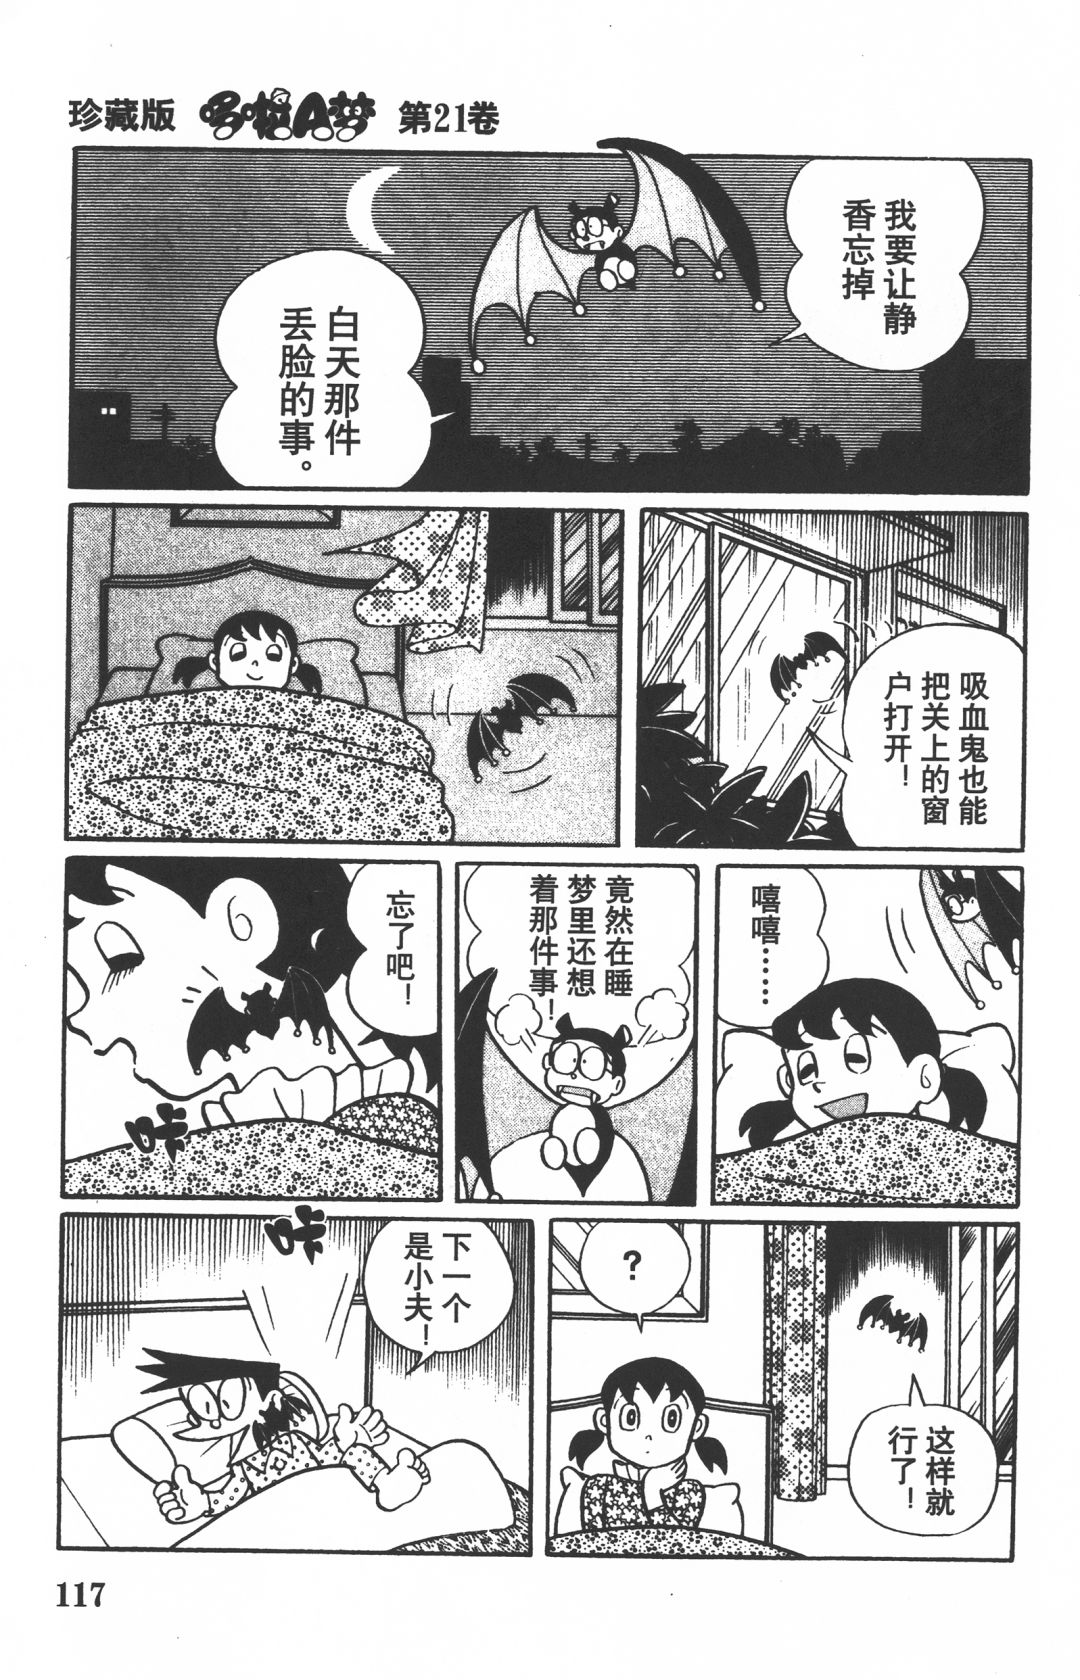 珍藏版 哆啦A梦 第21卷
我要让静
香忘掉
白天那件
丢脸的事。
吸血鬼也能
把关上的窗
户打开！
嘻嘻……
竟然在睡
梦里还想
着那件事！
忘了吧！
咔
这样就
行了！
？
下一个
是小夫！
咔
117